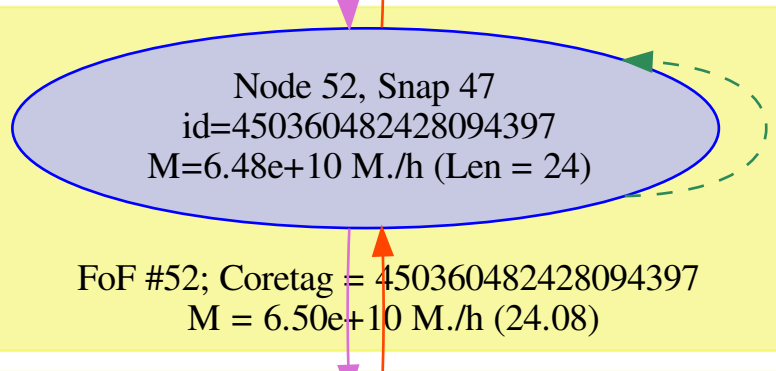 Node 52, Snap 47
id=450360482428094397
M=6.48e+10 M./h (Len = 24)
FoF #52; Coretag = 450360482428094397
M = 6.50e+10 M./h (24.08)